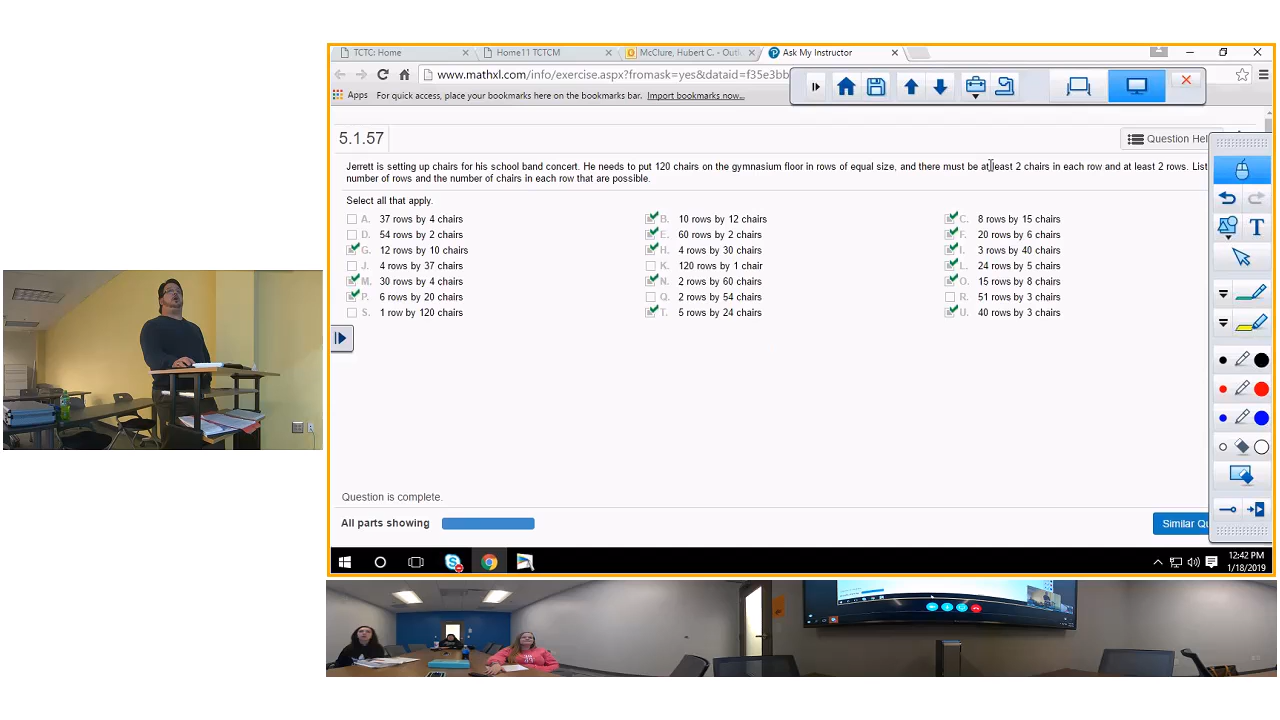 TCTC: Home
Home11 TCTCM
McClure, Hubert C. - Outl
Ask My Instructor
www.mathxl.com/info/exercise.aspx?fromask=yes&dataid=f35e3bb
Apps For quick access, place your bookmarks here on the bookmarks bar. Import bookmarks now...
5.1.57
Question Hel
Jerrett is setting up chairs for his school band concert. He needs to put 120 chairs on the gymnasium floor in rows of equal size, and there must be at least 2 chairs in each row and at least 2 rows. List
number of rows and the number of chairs in each row that are possible.
Select all that apply.
A. 37 rows by 4 chairs
B. 10 rows by 12 chairs
C. 8 rows by 15 chairs
D. 54 rows by 2 chairs
E. 60 rows by 2 chairs
F. 20 rows by 6 chairs
G. 12 rows by 10 chairs
H. 4 rows by 30 chairs
I. 3 rows by 40 chairs
J. 4 rows by 37 chairs
K. 120 rows by 1 chair
L. 24 rows by 5 chairs
M. 30 rows by 4 chairs
N. 2 rows by 60 chairs
O. 15 rows by 8 chairs
P. 6 rows by 20 chairs
Q. 2 rows by 54 chairs
R. 51 rows by 3 chairs
S. 1 row by 120 chairs
T. 5 rows by 24 chairs
U. 40 rows by 3 chairs
T
Question is complete.
All parts showing
Similar Qu
12:42 PM
1/18/2019